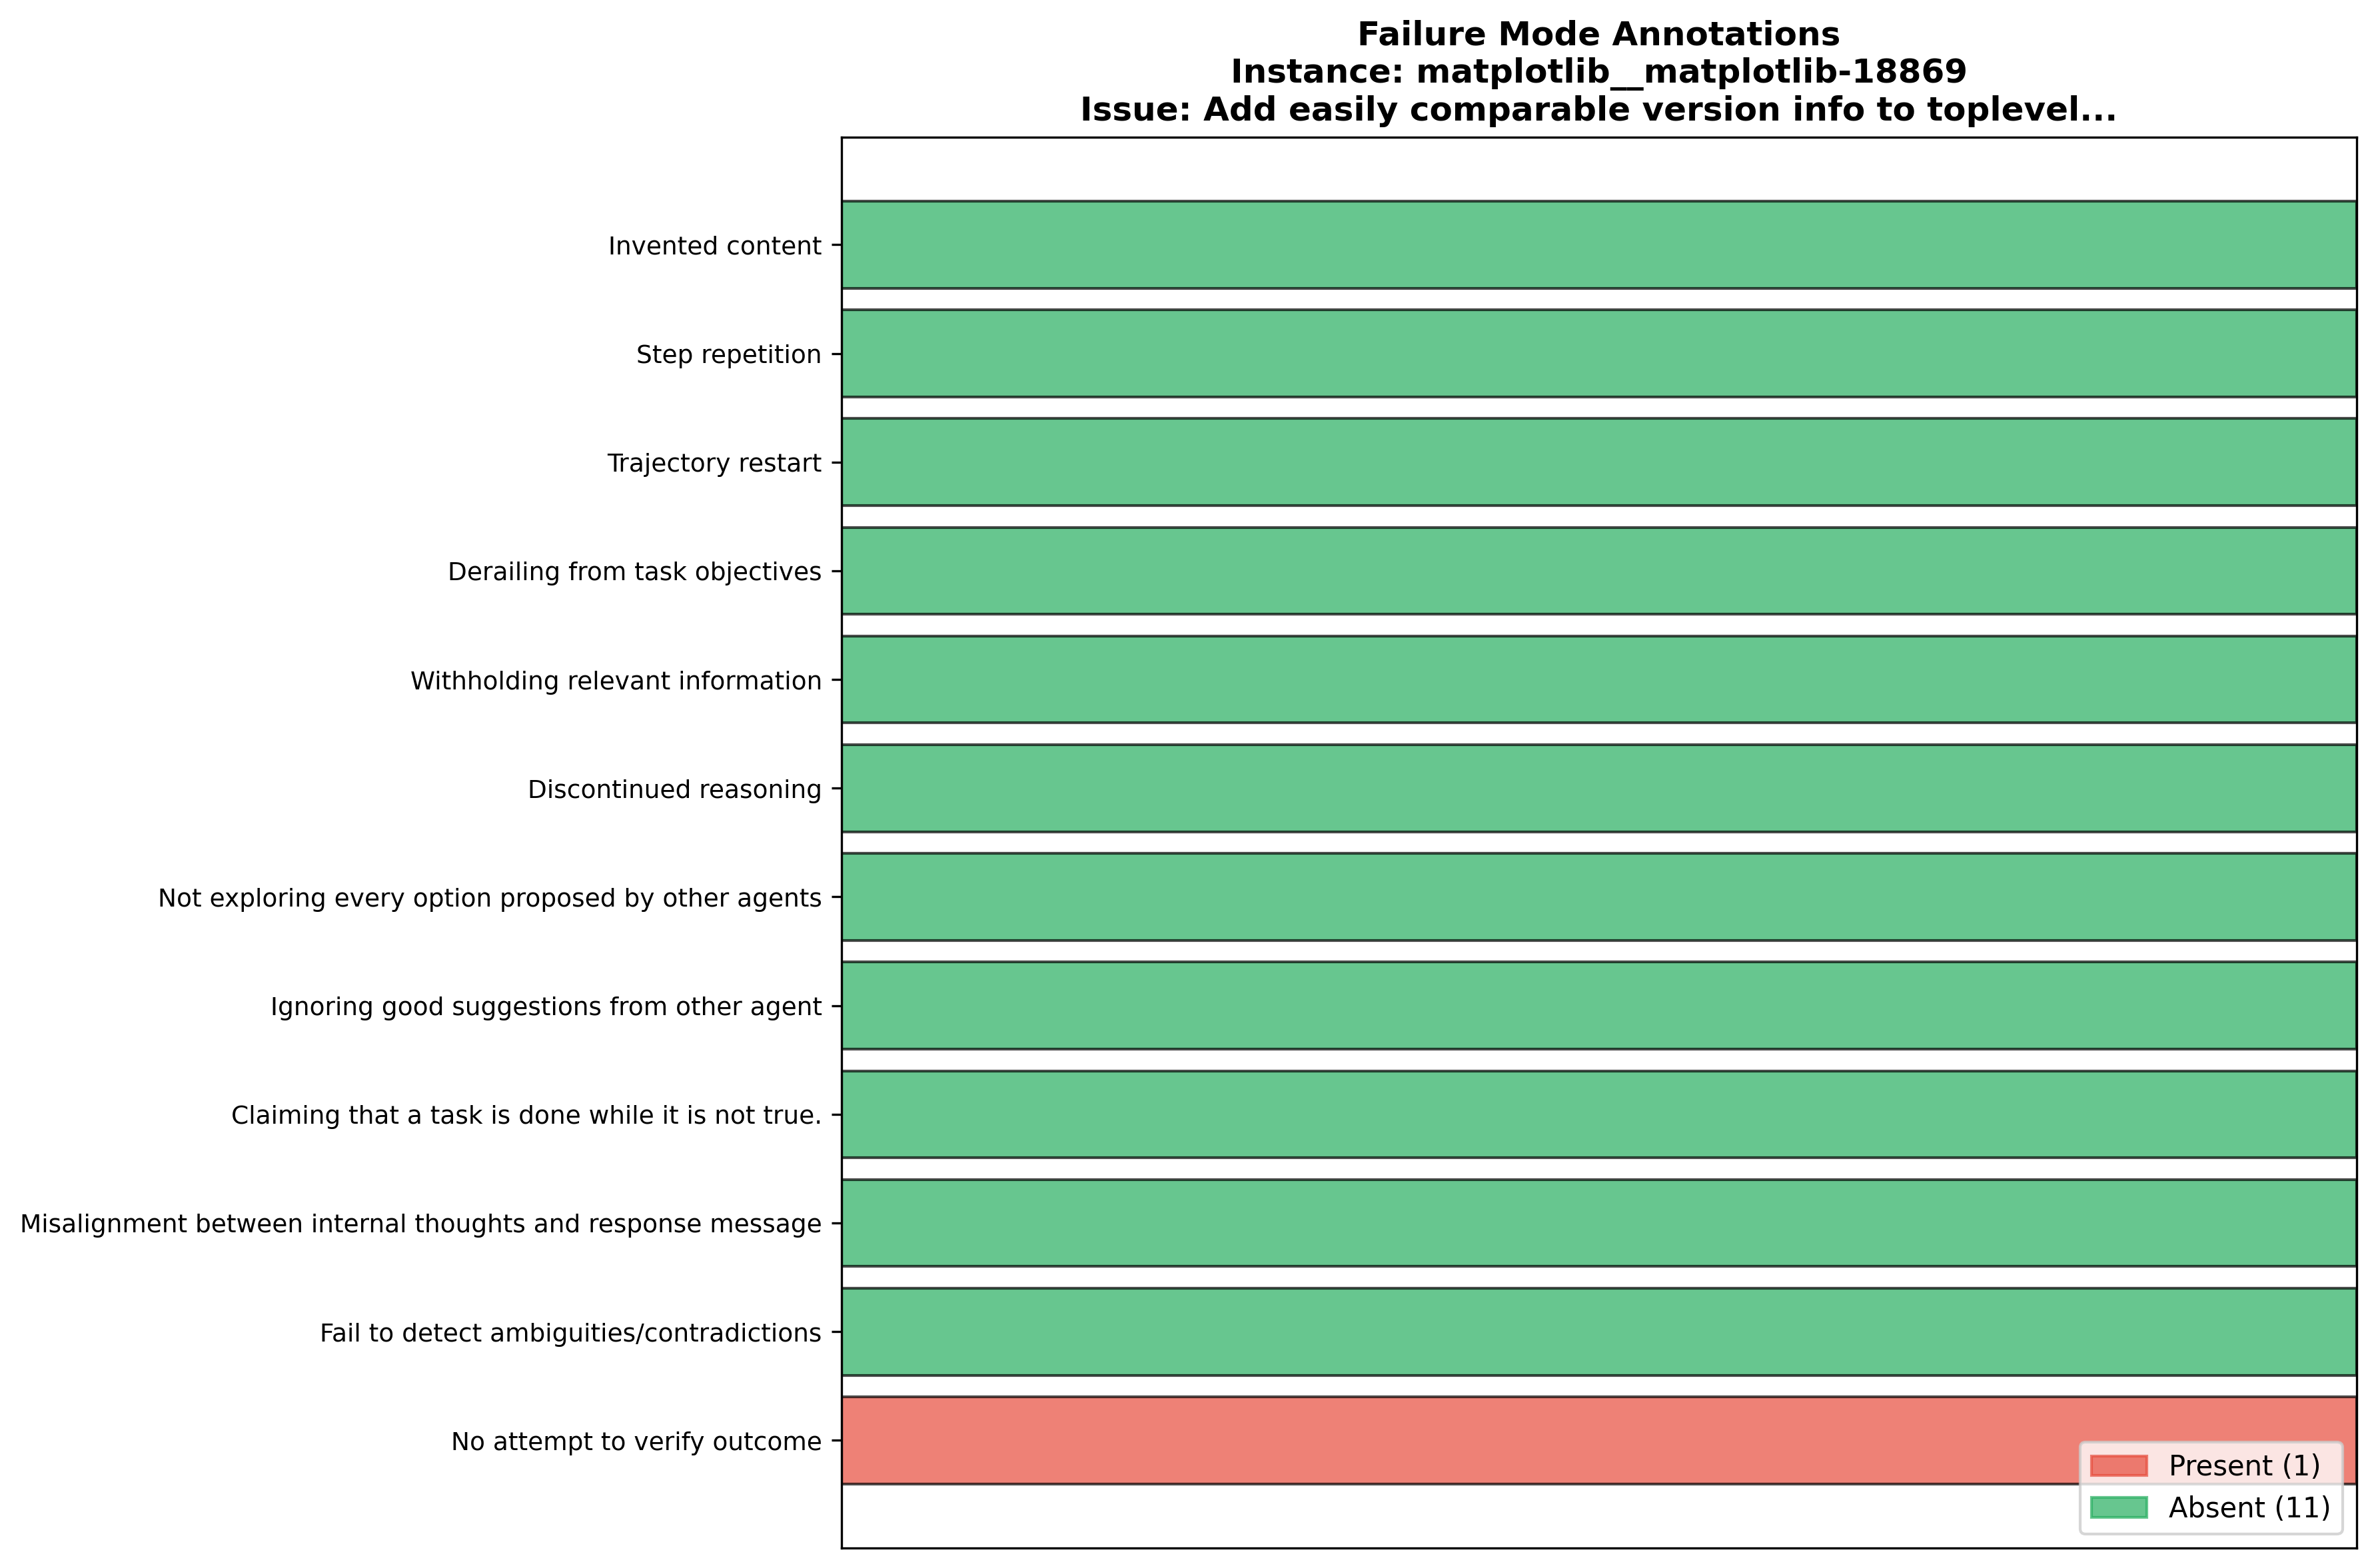 Failure Mode Annotations
Instance: matplotlib__matplotlib-18869
Issue: Add easily comparable version info to toplevel...
Invented content
Step repetition
Trajectory restart
Derailing from task objectives
Withholding relevant information
Discontinued reasoning
Not exploring every option proposed by other agents
Ignoring good suggestions from other agent
Claiming that a task is done while it is not true.
Misalignment between internal thoughts and response message
Fail to detect ambiguities/contradictions
No attempt to verify outcome
Present (1)
Absent (11)